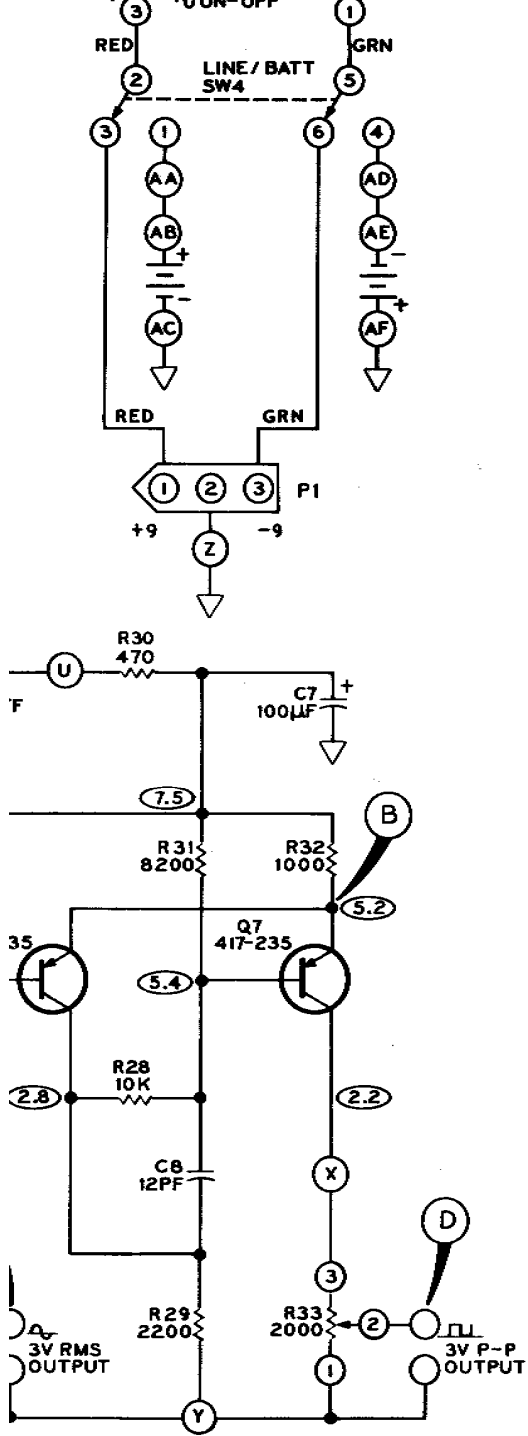 3 ON-OFF 1
RED GRN
2 LINE/BATT 5
SW4
3 1 6 4
AA AD
AB AE
+ -
- +
AC AF
RED GRN
1 2 3 P1
+9 -9
Z
R30
470
U
C7 +
100µF
7.5
B
R31 R32
8200 1000
5.2
35
Q7
417-235
5.4
R28
10K
2.8 2.2
C8
12PF
X
D
3
R29 R33
2200 2000
2
3V RMS
OUTPUT
3V P-P
OUTPUT
1
Y